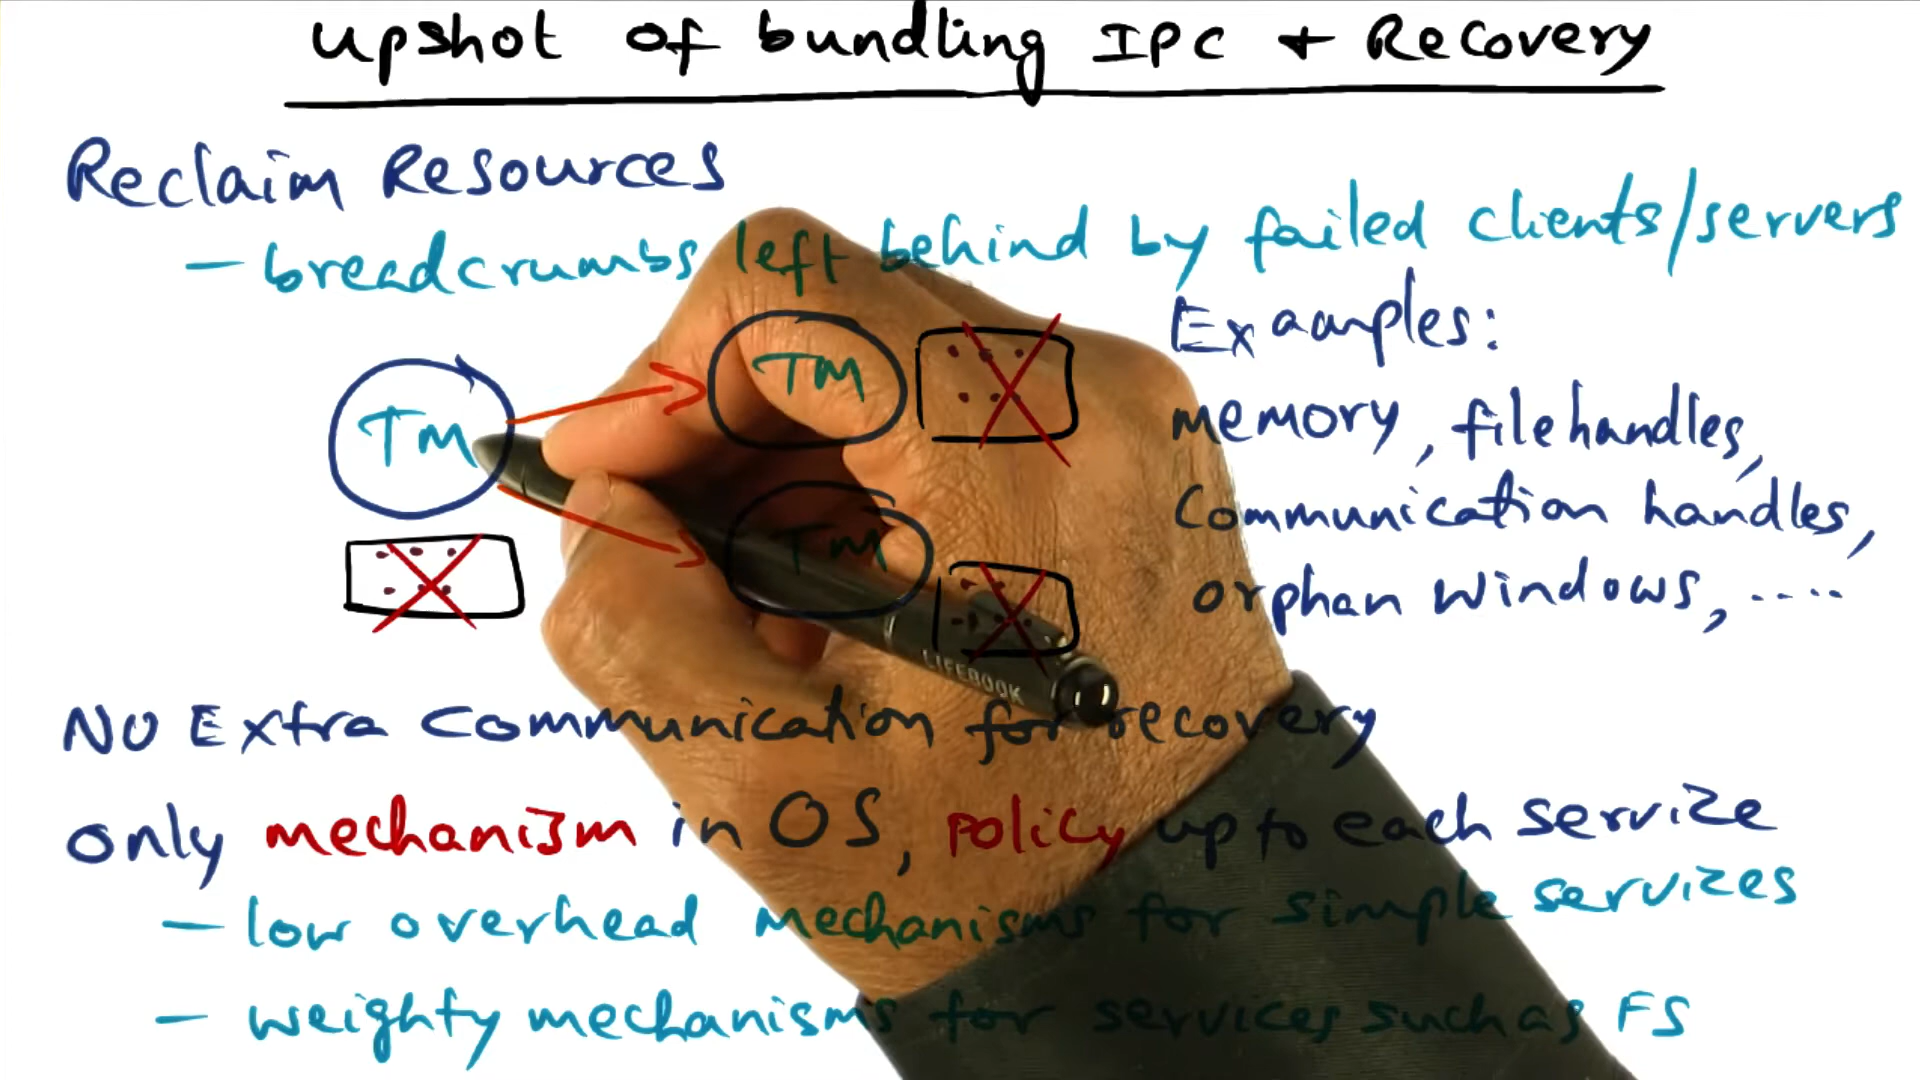 upshot of bundling IPC + Recovery
Reclaim Resources
- breadcrumbs left behind by failed clients/servers
Examples:
memory, filehandles,
Communication handles,
orphan windows, ....
TM
TM
TM
LIFEBOOK
No Extra communication for recovery
only mechanism in OS, policy up to each service
- low overhead mechanisms for simple services
- weighty mechanisms for services such as FS